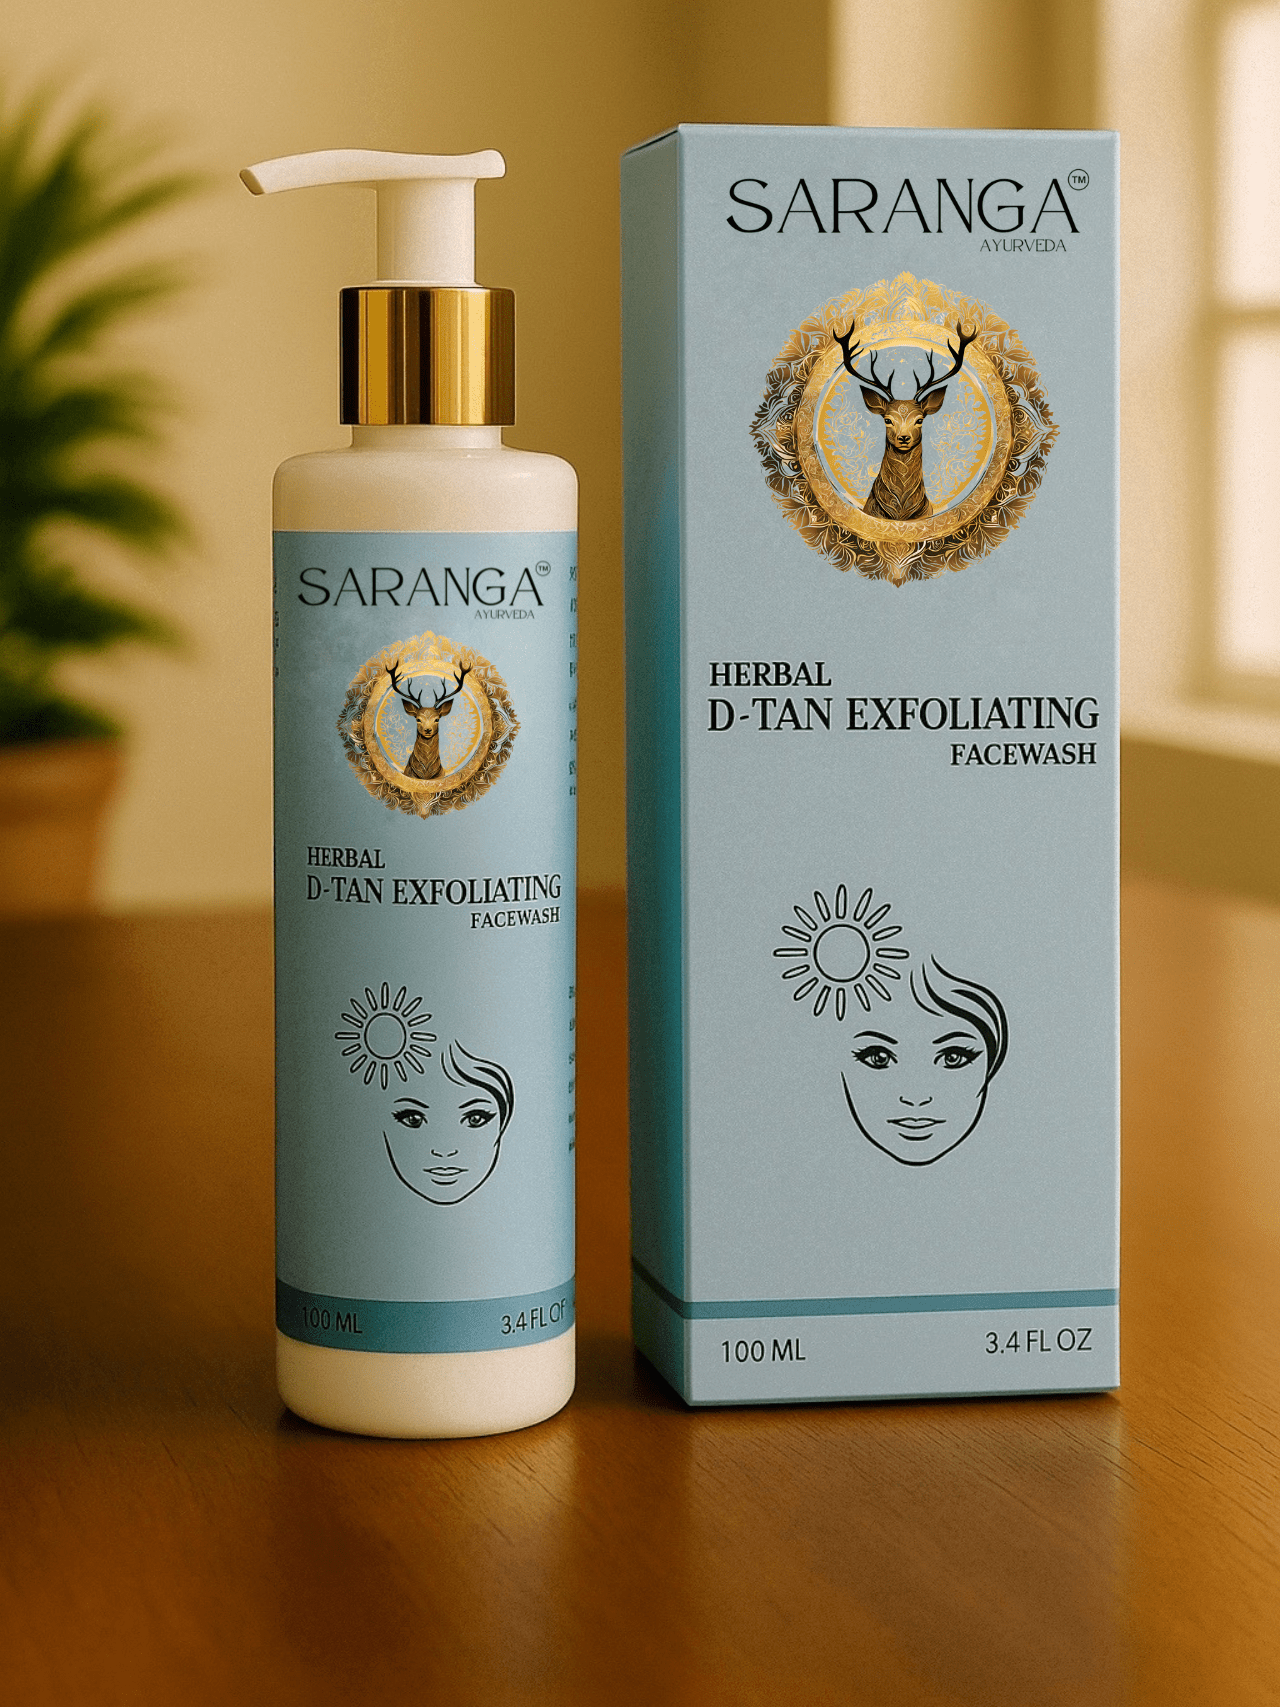 SARANGA™
AYURVEDA
HERBAL
D-TAN EXFOLIATING
FACEWASH
100 ML
3.4 FL O
SARANGA™
AYURVEDA
HERBAL
D-TAN EXFOLIATING
FACEWASH
100 ML
3.4 FL OZ